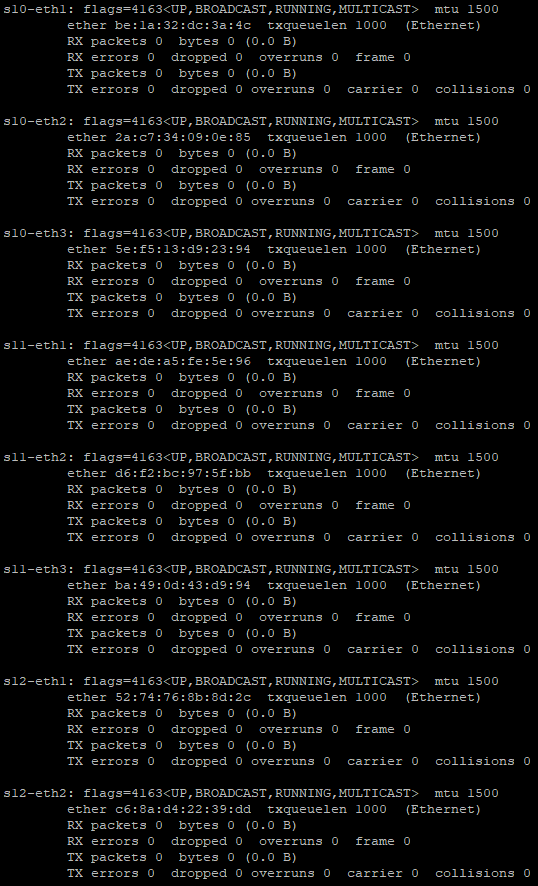 s10-eth1: flags=4163<UP,BROADCAST,RUNNING,MULTICAST>  mtu 1500
        ether be:1a:32:dc:3a:4c  txqueuelen 1000  (Ethernet)
        RX packets 0  bytes 0 (0.0 B)
        RX errors 0  dropped 0  overruns 0  frame 0
        TX packets 0  bytes 0 (0.0 B)
        TX errors 0  dropped 0 overruns 0  carrier 0  collisions 0

s10-eth2: flags=4163<UP,BROADCAST,RUNNING,MULTICAST>  mtu 1500
        ether 2a:c7:34:09:0e:85  txqueuelen 1000  (Ethernet)
        RX packets 0  bytes 0 (0.0 B)
        RX errors 0  dropped 0  overruns 0  frame 0
        TX packets 0  bytes 0 (0.0 B)
        TX errors 0  dropped 0 overruns 0  carrier 0  collisions 0

s10-eth3: flags=4163<UP,BROADCAST,RUNNING,MULTICAST>  mtu 1500
        ether 5e:f5:13:d9:23:94  txqueuelen 1000  (Ethernet)
        RX packets 0  bytes 0 (0.0 B)
        RX errors 0  dropped 0  overruns 0  frame 0
        TX packets 0  bytes 0 (0.0 B)
        TX errors 0  dropped 0 overruns 0  carrier 0  collisions 0

s11-eth1: flags=4163<UP,BROADCAST,RUNNING,MULTICAST>  mtu 1500
        ether ae:de:a5:fe:5e:96  txqueuelen 1000  (Ethernet)
        RX packets 0  bytes 0 (0.0 B)
        RX errors 0  dropped 0  overruns 0  frame 0
        TX packets 0  bytes 0 (0.0 B)
        TX errors 0  dropped 0 overruns 0  carrier 0  collisions 0

s11-eth2: flags=4163<UP,BROADCAST,RUNNING,MULTICAST>  mtu 1500
        ether d6:f2:bc:97:5f:bb  txqueuelen 1000  (Ethernet)
        RX packets 0  bytes 0 (0.0 B)
        RX errors 0  dropped 0  overruns 0  frame 0
        TX packets 0  bytes 0 (0.0 B)
        TX errors 0  dropped 0 overruns 0  carrier 0  collisions 0

s11-eth3: flags=4163<UP,BROADCAST,RUNNING,MULTICAST>  mtu 1500
        ether ba:49:0d:43:d9:94  txqueuelen 1000  (Ethernet)
        RX packets 0  bytes 0 (0.0 B)
        RX errors 0  dropped 0  overruns 0  frame 0
        TX packets 0  bytes 0 (0.0 B)
        TX errors 0  dropped 0 overruns 0  carrier 0  collisions 0

s12-eth1: flags=4163<UP,BROADCAST,RUNNING,MULTICAST>  mtu 1500
        ether 52:74:76:8b:8d:2c  txqueuelen 1000  (Ethernet)
        RX packets 0  bytes 0 (0.0 B)
        RX errors 0  dropped 0  overruns 0  frame 0
        TX packets 0  bytes 0 (0.0 B)
        TX errors 0  dropped 0 overruns 0  carrier 0  collisions 0

s12-eth2: flags=4163<UP,BROADCAST,RUNNING,MULTICAST>  mtu 1500
        ether c6:8a:d4:22:39:dd  txqueuelen 1000  (Ethernet)
        RX packets 0  bytes 0 (0.0 B)
        RX errors 0  dropped 0  overruns 0  frame 0
        TX packets 0  bytes 0 (0.0 B)
        TX errors 0  dropped 0 overruns 0  carrier 0  collisions 0